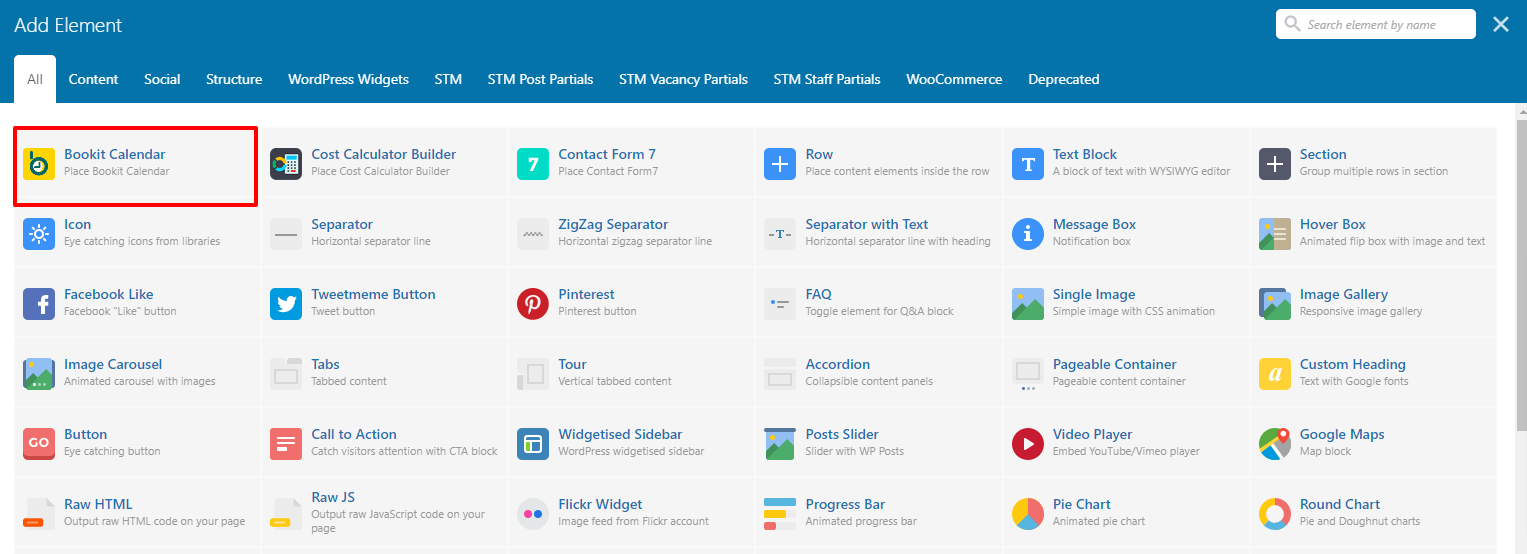 Add Element
Search element by name
All Content Social Structure WordPress Widgets STM STM Post Partials STM Vacancy Partials STM Staff Partials WooCommerce Deprecated
Bookit Calendar
Place Bookit Calendar
Cost Calculator Builder
Place Cost Calculator Builder
7
Contact Form 7
Place Contact Form7
Row
Place content elements inside the row
T
Text Block
A block of text with WYSIWYG editor
Section
Group multiple rows in section
Icon
Eye catching icons from libraries
Separator
Horizontal separator line
ZigZag Separator
Horizontal zigzag separator line
-T-
Separator with Text
Horizontal separator line with heading
i
Message Box
Notification box
Hover Box
Animated flip box with image and text
f
Facebook Like
Facebook "Like" button
Tweetmeme Button
Tweet button
Pinterest
Pinterest button
FAQ
Toggle element for Q&A block
Single Image
Simple image with CSS animation
Image Gallery
Responsive image gallery
Image Carousel
Animated carousel with images
Tabs
Tabbed content
Tour
Vertical tabbed content
Accordion
Collapsible content panels
Pageable Container
Pageable content container
a
Custom Heading
Text with Google fonts
GO
Button
Eye catching button
Call to Action
Catch visitors attention with CTA block
Widgetised Sidebar
WordPress widgetised sidebar
Posts Slider
Slider with WP Posts
Video Player
Embed YouTube/Vimeo player
Google Maps
Map block
Raw HTML
Output raw HTML code on your page
Raw JS
Output raw JavaScript code on your
page
Flickr Widget
Image feed from Flickr account
Progress Bar
Animated progress bar
Pie Chart
Animated pie chart
Round Chart
Pie and Doughnut charts